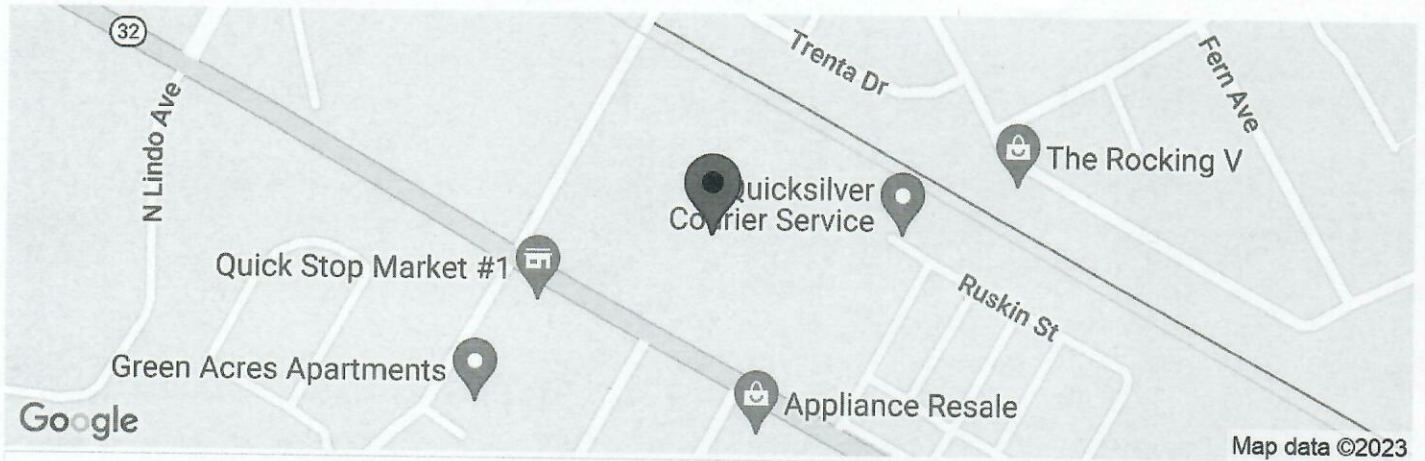 32
N Lindo Ave
Trenta Dr
Fern Ave
The Rocking V
uicksilver
Courier Service
Quick Stop Market #1
Ruskin St
Green Acres Apartments
Appliance Resale
Google
Map data ©2023